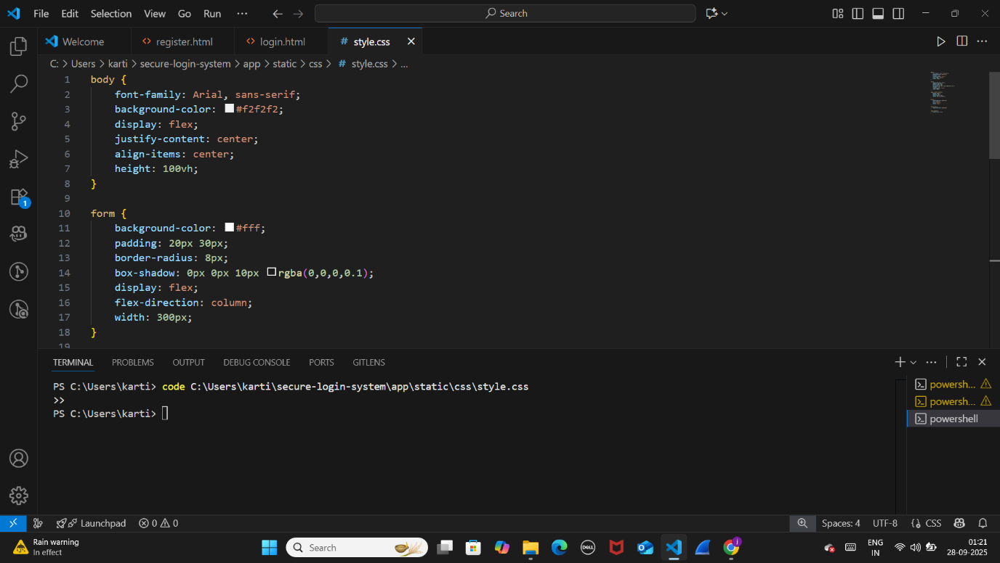 File Edit Selection View Go Run ··· Search
Welcome register.html login.html # style.css
C: > Users > karti > secure-login-system > app > static > css > # style.css > ...
1 body {
2 font-family: Arial, sans-serif;
3 background-color: #f2f2f2;
4 display: flex;
5 justify-content: center;
6 align-items: center;
7 height: 100vh;
8 }
9
10 form {
11 background-color: #fff;
12 padding: 20px 30px;
13 border-radius: 8px;
14 box-shadow: 0px 0px 10px rgba(0,0,0,0.1);
15 display: flex;
16 flex-direction: column;
17 width: 300px;
18 }
19
1
TERMINAL PROBLEMS OUTPUT DEBUG CONSOLE PORTS GITLENS
PS C:\Users\karti> code C:\Users\karti\secure-login-system\app\static\css\style.css
>>
PS C:\Users\karti>
powersh...
powersh...
powershell
Launchpad 0 0 Spaces: 4 UTF-8 CSS
Rain warning
In effect
Search
DELL
ENG
IN
01:21
28-09-2025